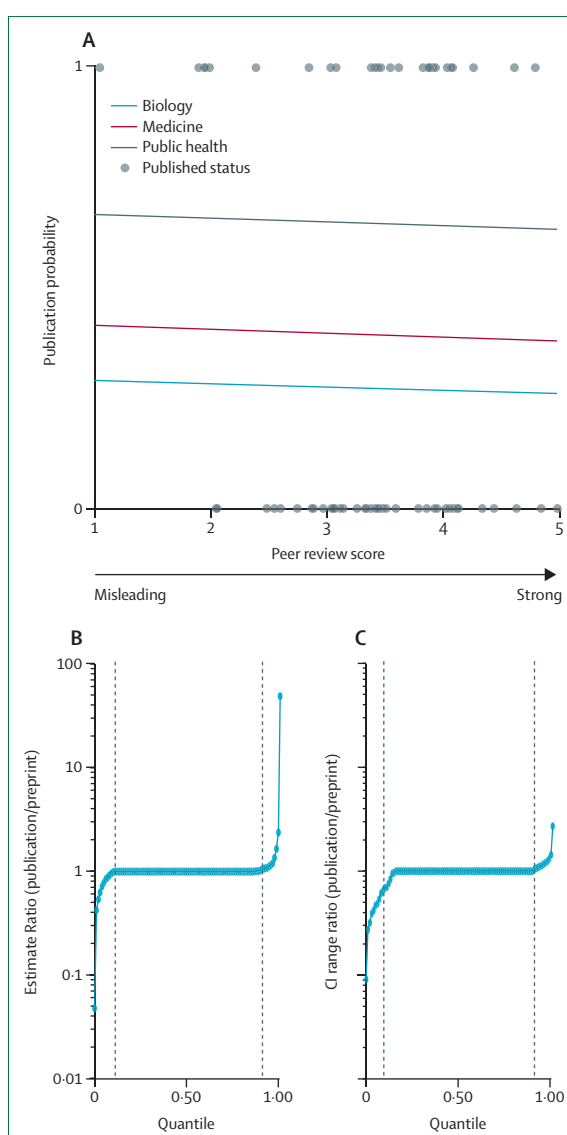 A
1
Biology
Medicine
Public health
Published status
Publication probability
0
1 2 3 4 5
Peer review score
Misleading Strong
B
100
10
1
0·1
0·01
Estimate Ratio (publication/preprint)
0 0·50 1·00
Quantile
C
CI range ratio (publication/preprint)
0 0·50 1·00
Quantile